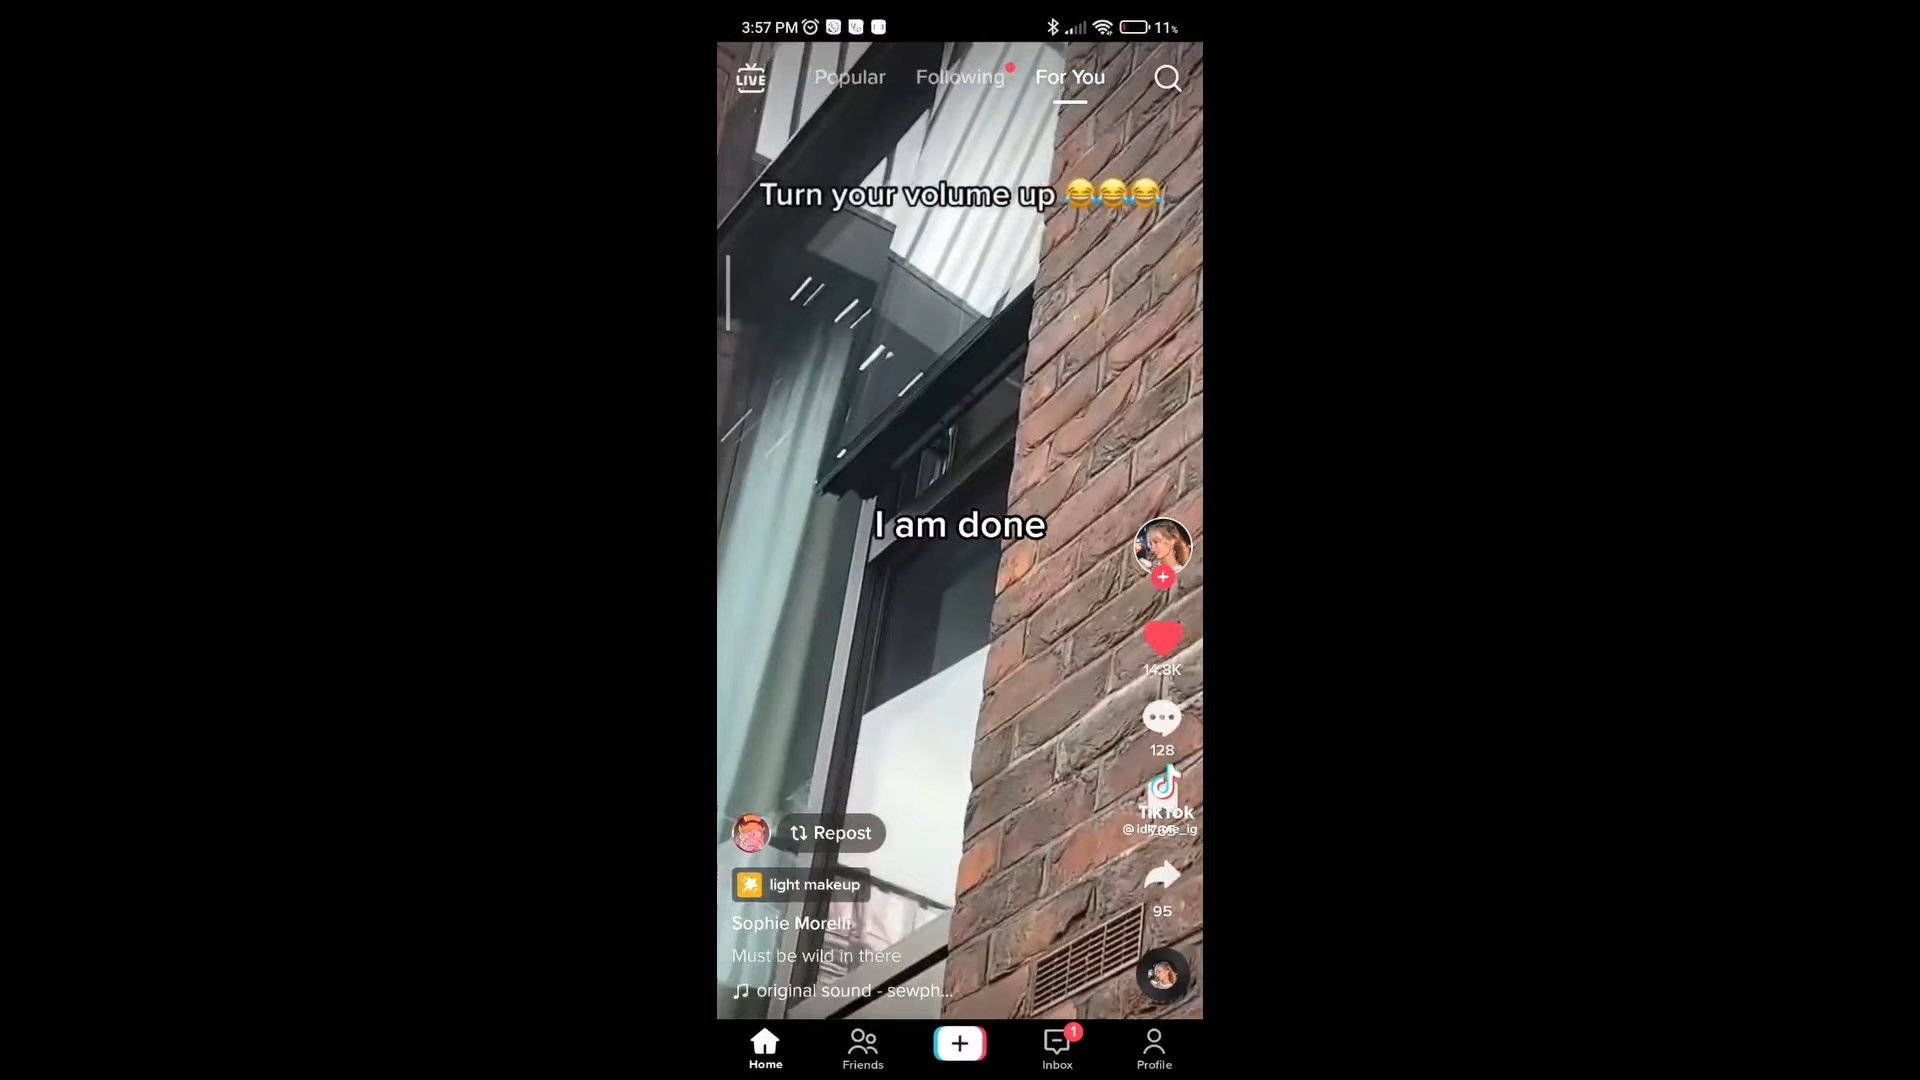 3:57 PM
11%
LIVE
Popular
Following
For You
Turn your volume up 😂😂😂
I am done
14.8K
128
TikTok
Repost
light makeup
Sophie Morelli
95
Must be wild in there
original sound - sewph...
Home
Friends
1
Inbox
Profile